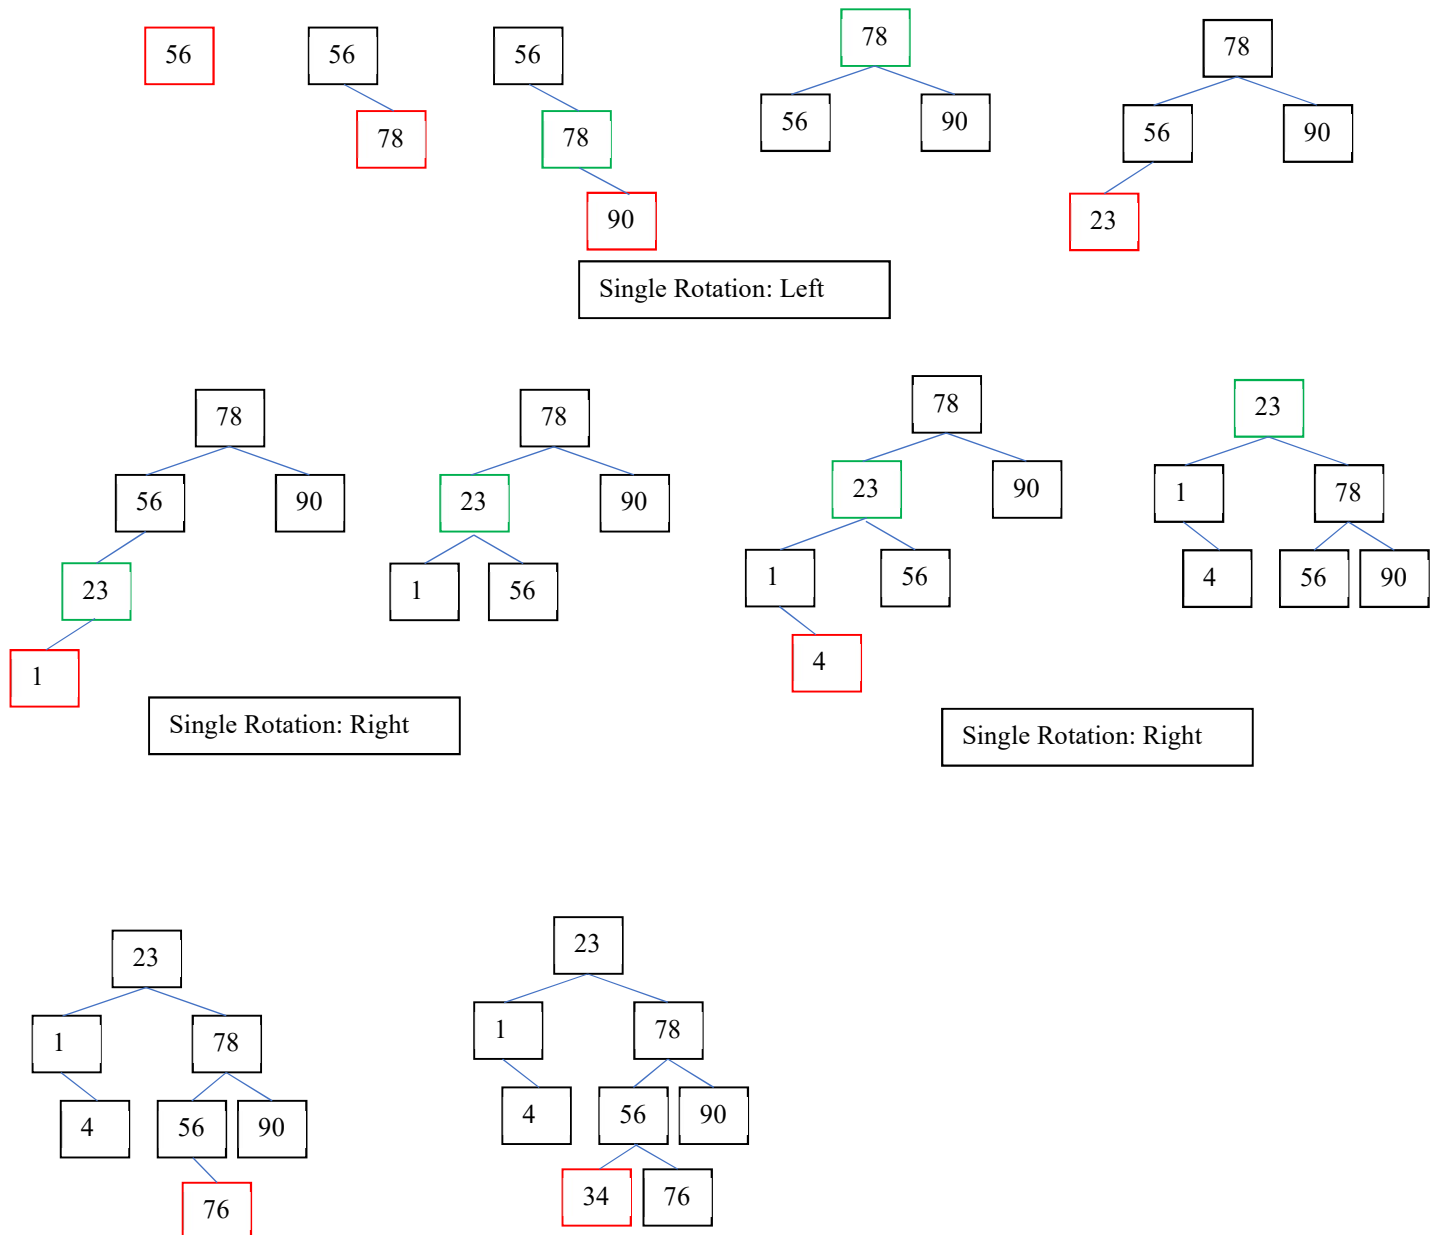 56 56 56 78 78
78 78 56 90 56 90
90 23
Single Rotation: Left
78 78 78 23
56 90 23 90 23 90 1 78
23 1 56 1 56 4 56 90
1 4
Single Rotation: Right Single Rotation: Right
23 23
1 78 1 78
4 56 90 4 56 90
76 34 76